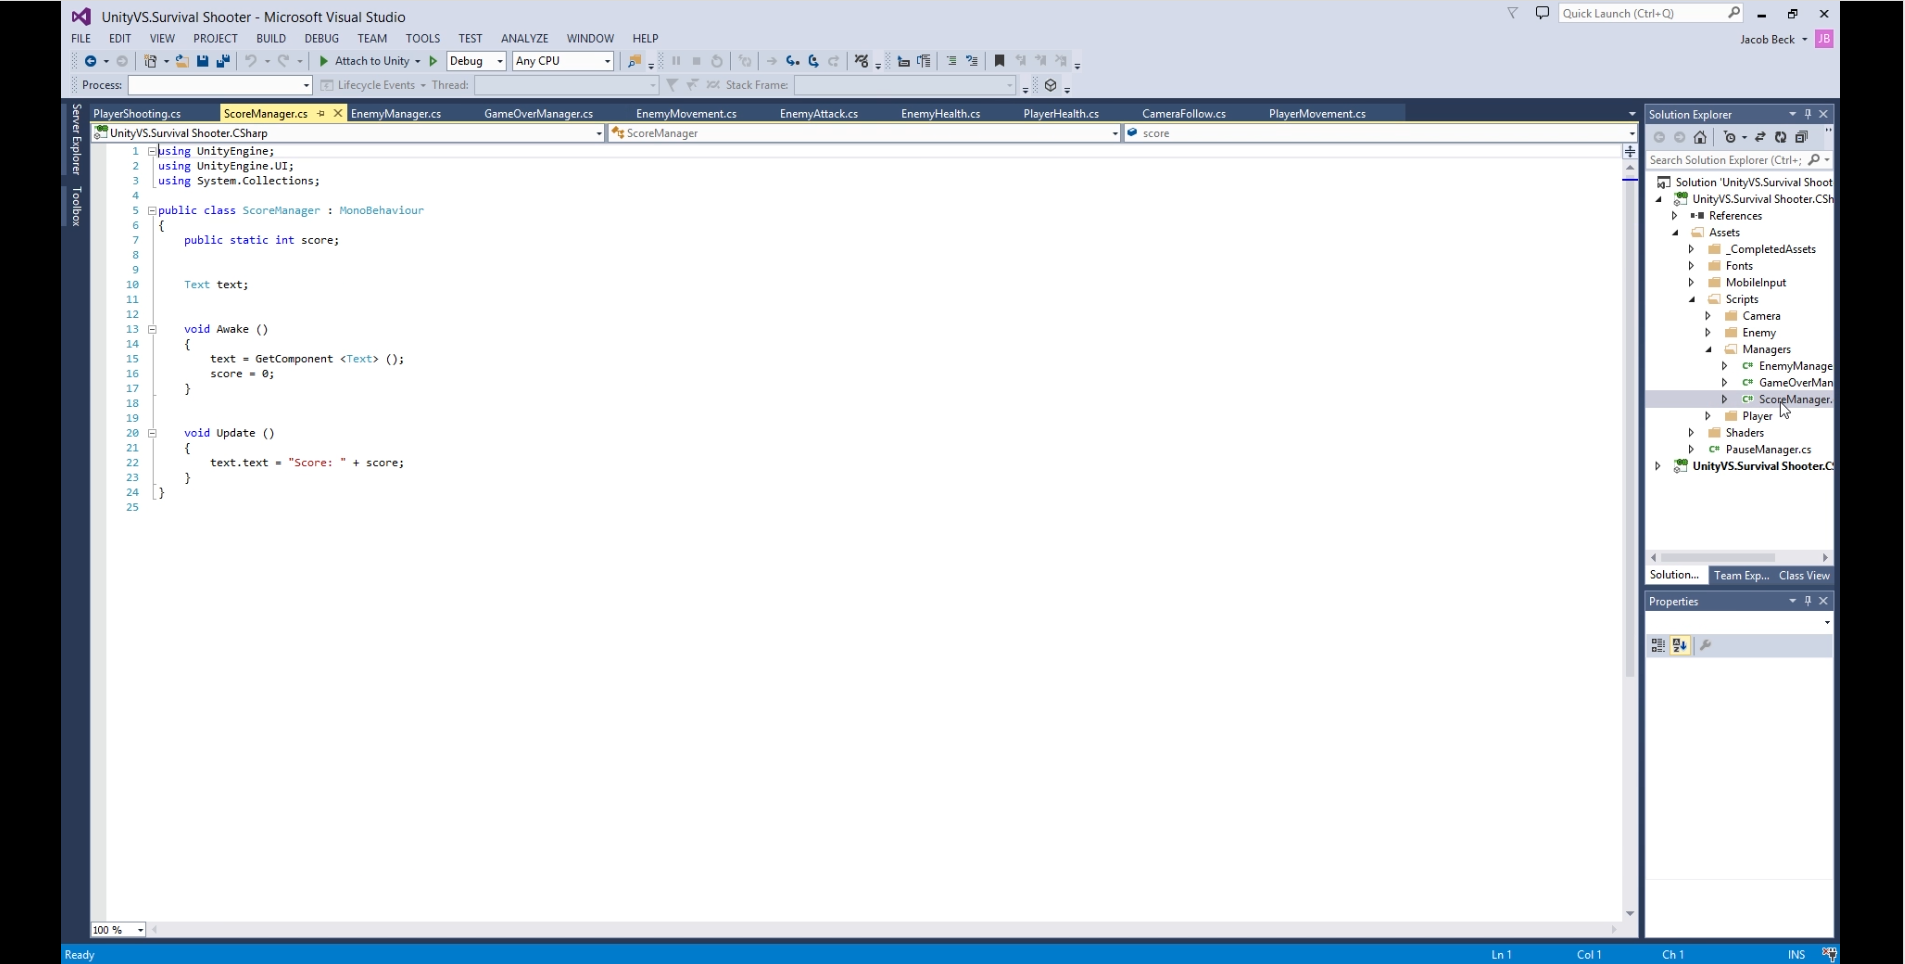 UnityVS.Survival Shooter - Microsoft Visual Studio
Quick Launch (Ctrl+Q)
FILE EDIT VIEW PROJECT BUILD DEBUG TEAM TOOLS TEST ANALYZE WINDOW HELP
Jacob Beck JB
Attach to Unity Debug Any CPU
Process: Lifecycle Events Thread: Stack Frame:
Server Explorer
Toolbox
PlayerShooting.cs ScoreManager.cs EnemyManager.cs GameOverManager.cs EnemyMovement.cs EnemyAttack.cs EnemyHealth.cs PlayerHealth.cs CameraFollow.cs PlayerMovement.cs
UnityVS.Survival Shooter.CSharp ScoreManager score
1 using UnityEngine;
2 using UnityEngine.UI;
3 using System.Collections;
4
5 public class ScoreManager : MonoBehaviour
6 {
7 public static int score;
8
9
10 Text text;
11
12
13 void Awake ()
14 {
15 text = GetComponent <Text> ();
16 score = 0;
17 }
18
19
20 void Update ()
21 {
22 text.text = "Score: " + score;
23 }
24 }
25
100 %
Solution Explorer
Search Solution Explorer (Ctrl+;
Solution 'UnityVS.Survival Shoot
UnityVS.Survival Shooter.CSh
References
Assets
_CompletedAssets
Fonts
MobileInput
Scripts
Camera
Enemy
Managers
C# EnemyManage
C# GameOverMan
C# ScoreManager.
Player
Shaders
C# PauseManager.cs
UnityVS.Survival Shooter.CS
Solution... Team Exp... Class View
Properties
Ready Ln 1 Col 1 Ch 1 INS